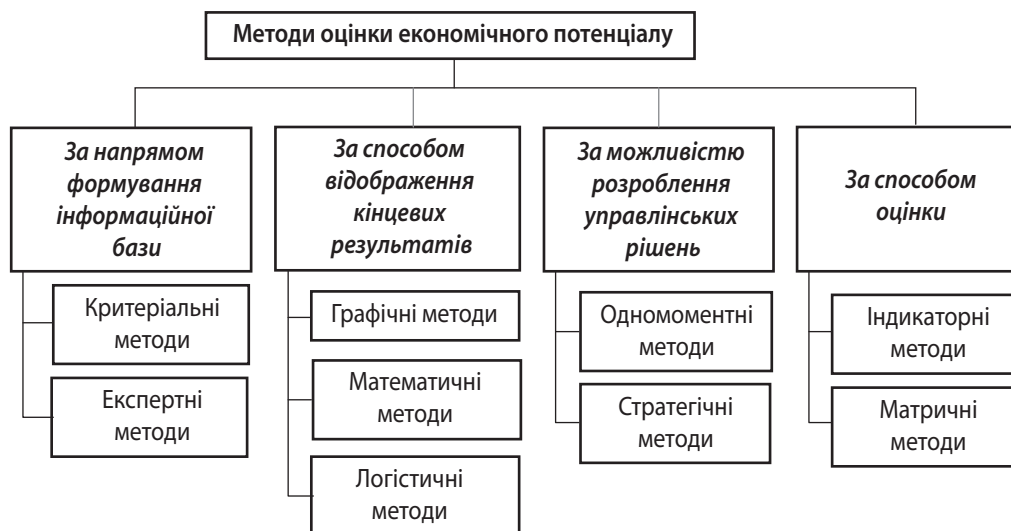 Методи оцінки економічного потенціалу
За напрямом
формування
інформаційної
бази
Критеріальні
методи
Експертні
методи
За способом
відображення
кінцевих
результатів
Графічні методи
Математичні
методи
Логістичні
методи
За можливістю
розроблення
управлінських
рішень
Одномоментні
методи
Стратегічні
методи
За способом
оцінки
Індикаторні
методи
Матричні
методи